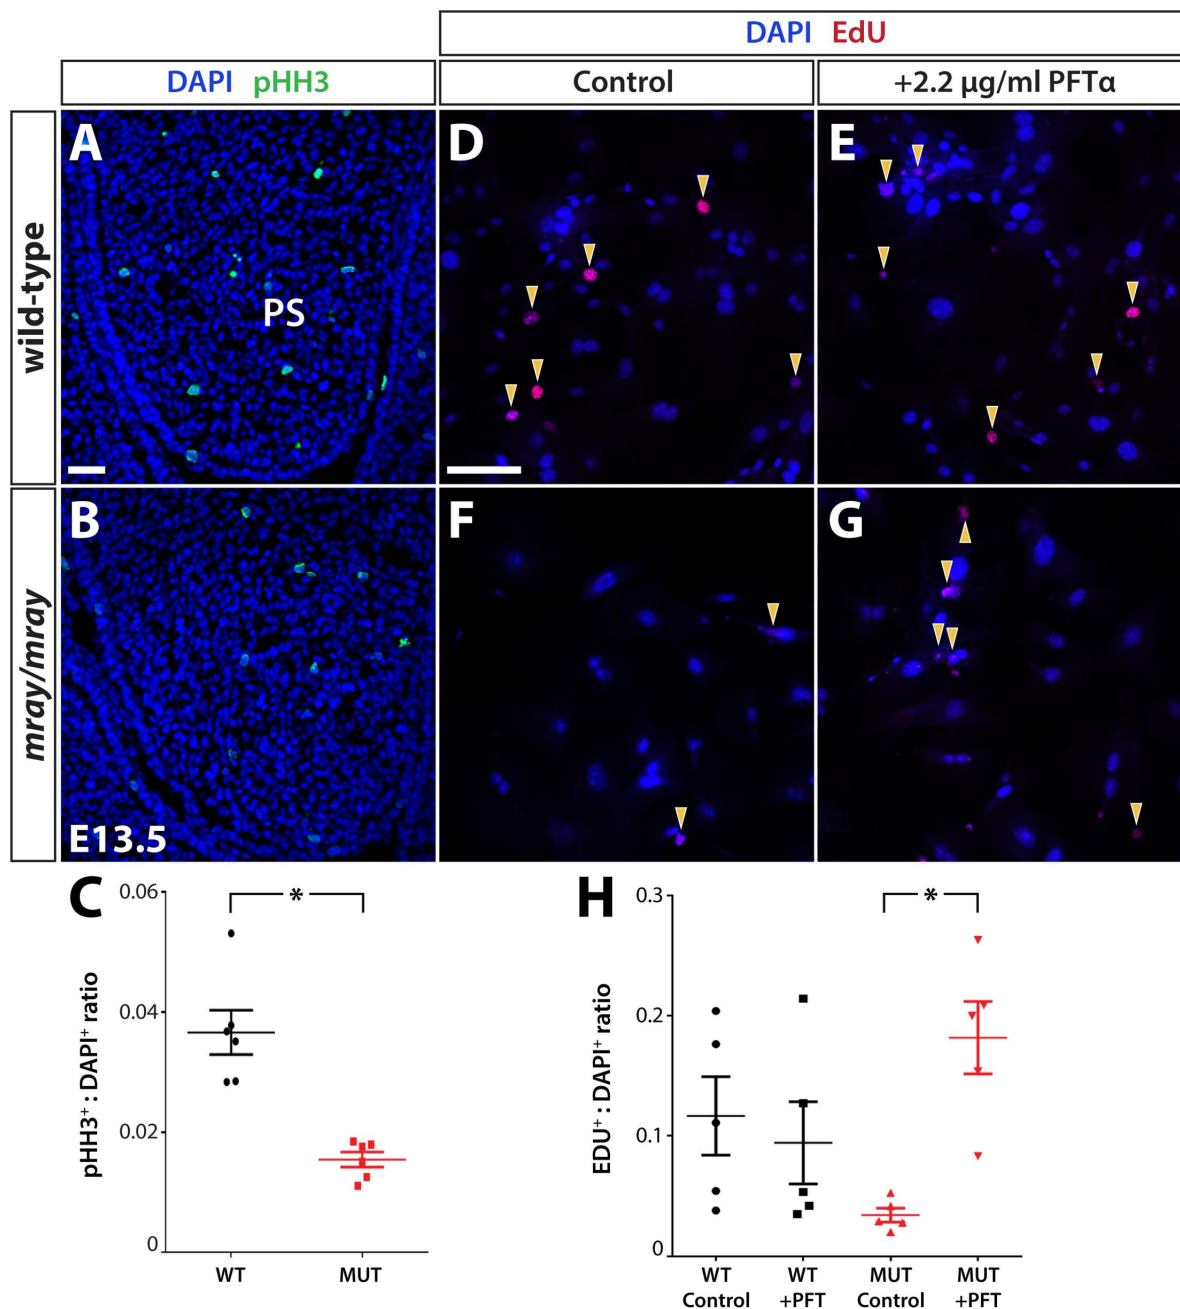 DAPI EdU
DAPI pHH3
Control
+2.2 µg/ml PFTα
wild-type
A
PS
D
E
mray/mray
B
E13.5
F
G
C
*
0.06
0.04
0.02
0
pHH3⁺ : DAPI⁺ ratio
WT
MUT
H
*
0.3
0.2
0.1
0
EDU⁺ : DAPI⁺ ratio
WT Control
WT +PFT
MUT Control
MUT +PFT